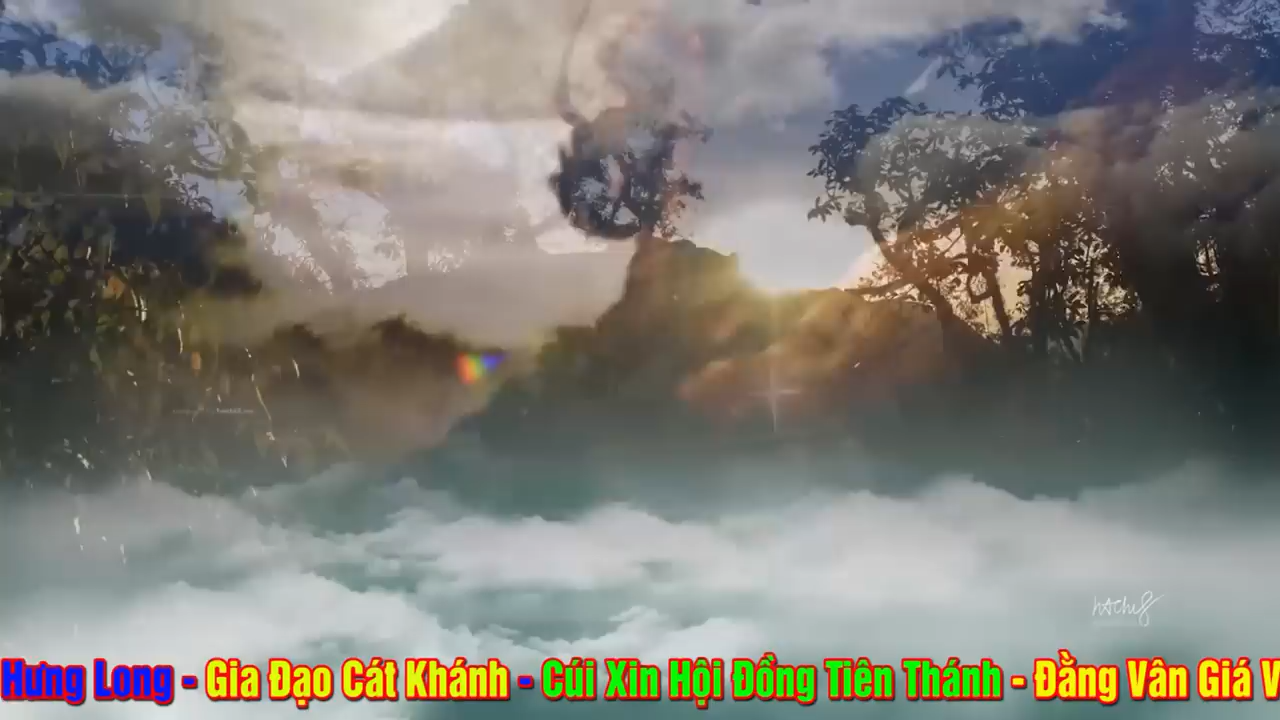 Hưng Long - Gia Đạo Cát Khánh - Cúi Xin Hội Đồng Tiên Thánh - Đằng Vân Giá V